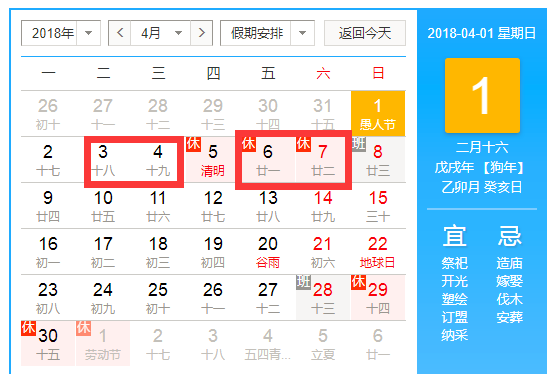 2018年 4月 假期安排 返回今天
一 二 三 四 五 六 日
26 27 28 29 30 31 1
初十 十一 十二 十三 十四 十五 愚人节
2 3 4 休 5 休 6 休 7 班 8
十七 十八 十九 清明 廿一 廿二 廿三
9 10 11 12 13 14 15
廿四 廿五 廿六 廿七 廿八 廿九 三十
16 17 18 19 20 21 22
初一 初二 初三 初四 谷雨 初六 地球日
23 24 25 26 27 班 28 休 29
初八 初九 初十 十一 十二 十三 十四
休 30 休 1 2 3 4 5 6
十五 劳动节 十七 十八 五四青... 立夏 廿一
2018-04-01 星期日
1
二月十六
戊戌年【狗年】
乙卯月 癸亥日
宜 忌
祭祀 造庙
开光 嫁娶
塑绘 伐木
订盟 安葬
纳采